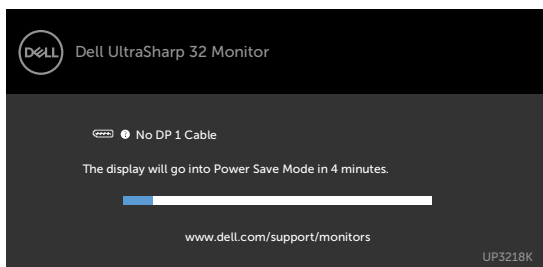 DELL
Dell UltraSharp 32 Monitor
No DP 1 Cable
The display will go into Power Save Mode in 4 minutes.
www.dell.com/support/monitors
UP3218K